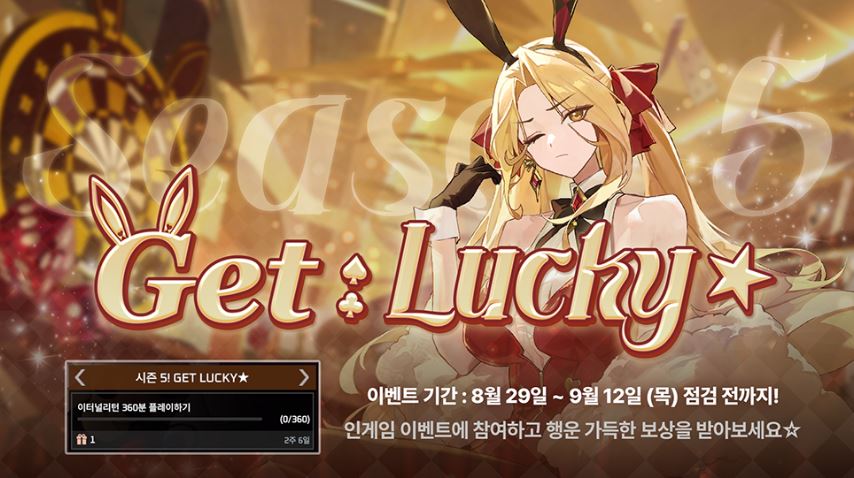 Season 5
Get : Lucky★
시즌 5! GET LUCKY★
이터널리턴 360분 플레이하기
(0/360)
1
2주 6일
이벤트 기간 : 8월 29일 ~ 9월 12일 (목) 점검 전까지!
인게임 이벤트에 참여하고 행운 가득한 보상을 받아보세요☆